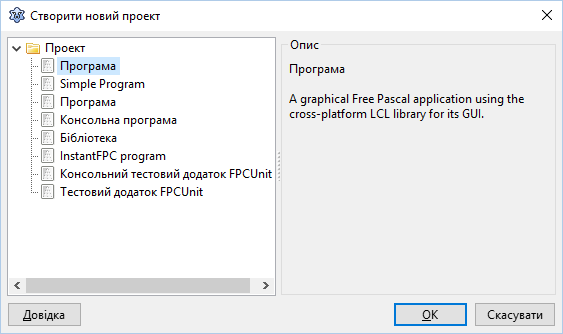 Створити новий проект
Проект
Програма
Simple Program
Програма
Консольна програма
Бібліотека
InstantFPC program
Консольний тестовий додаток FPCUnit
Тестовий додаток FPCUnit
Опис
Програма
A graphical Free Pascal application using the
cross-platform LCL library for its GUI.
Довідка
OK
Скасувати